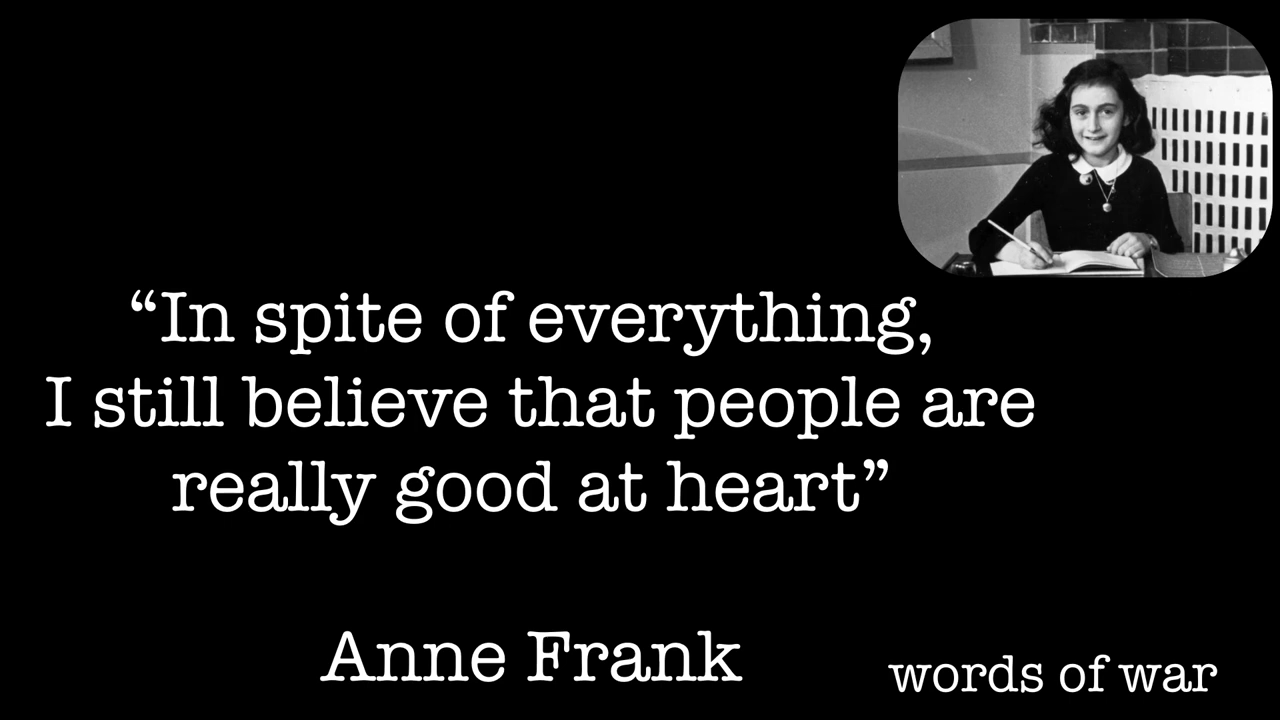 “In spite of everything,
I still believe that people are
really good at heart”
Anne Frank
words of war